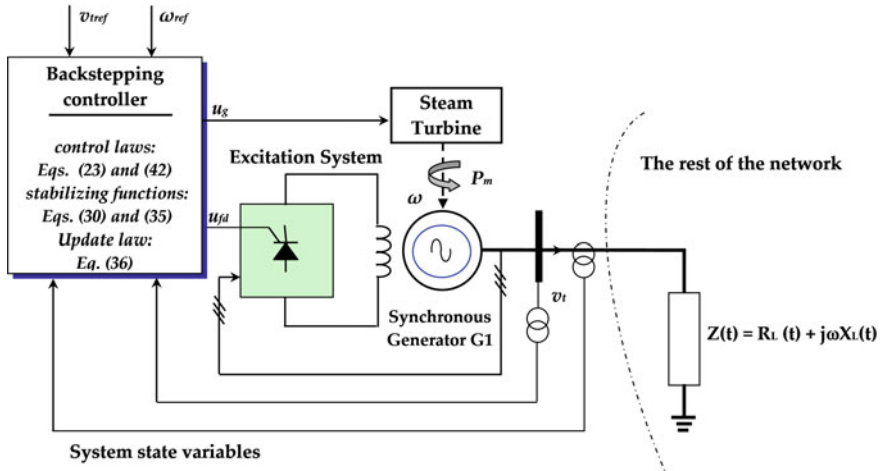 vtref
ωref
Backstepping
controller
control laws:
Eqs. (23) and (42)
stabilizing functions:
Eqs. (30) and (35)
Update law:
Eq. (36)
ug
ufd
Excitation System
Steam
Turbine
Pm
ω
Synchronous
Generator G1
vt
The rest of the network
Z(t) = RL (t) + jωXL(t)
System state variables